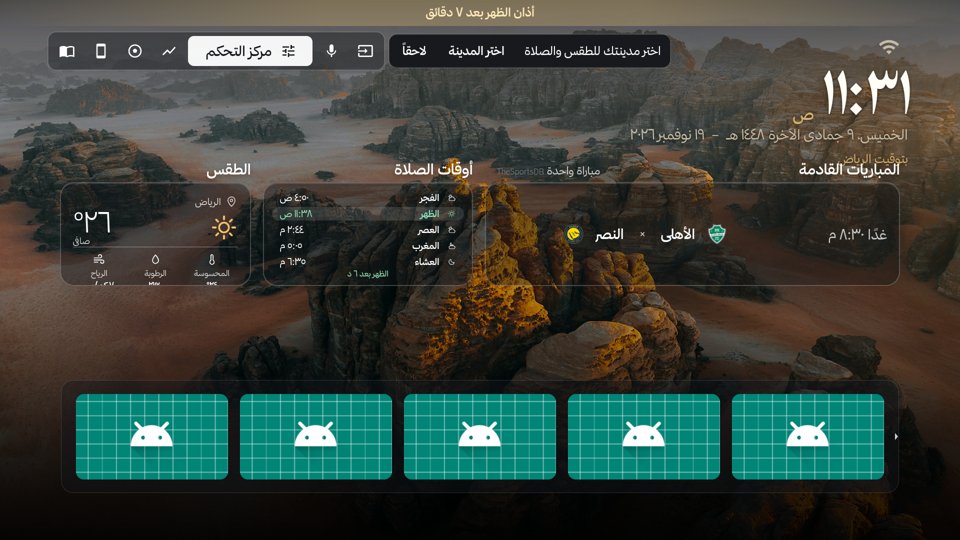 أذان الظهر بعد ٧ دقائق
اختر مدينتك للطقس والصلاة
اختر المدينة
لاحقاً
مركز التحكم
١١:٣١ ص
الخميس، ٩ جمادى الآخرة ١٤٤٨ هـ – ١٩ نوفمبر ٢٠٢٦
بتوقيت الرياض
المباريات القادمة
مباراة واحدة TheSportsDB
غدًا ٨:٣٠ م
الأهلي × النصر
أوقات الصلاة
الفجر ٤:٥٠ ص
الظهر ١١:٣٨ ص
العصر ٢:٤٤ م
المغرب ٥:٠٥ م
العشاء ٦:٣٥ م
الظهر بعد ٦ د
الطقس
الرياض
٢٦°
صافي
المحسوسة
الرطوبة
الرياح